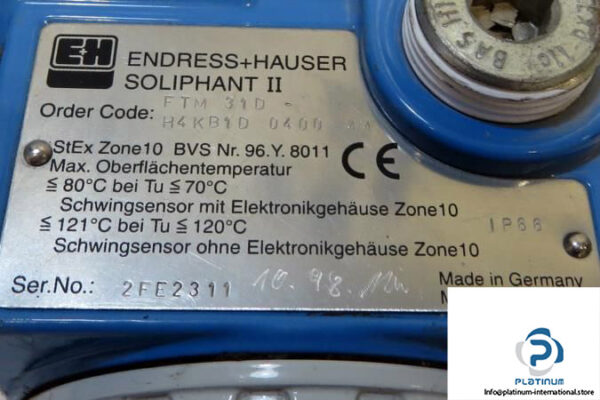 EH ENDRESS+HAUSER
SOLIPHANT II
Order Code: FTM 31D -
H4KB1D 0400
StEx Zone10 BVS Nr. 96.Y. 8011 CE
Max. Oberflächentemperatur
≦ 80°C bei Tu ≦ 70°C
Schwingsensor mit Elektronikgehäuse Zone10
≦ 121°C bei Tu ≦ 120°C IP66
Schwingsensor ohne Elektronikgehäuse Zone10
Ser.No.: 2FE2311 10.98.
Made in Germany
PLATINUM
Info@platinum-international.store